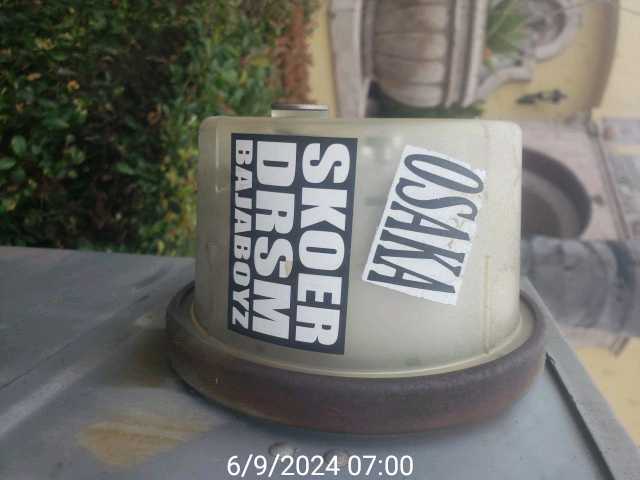 SKOER
DRSM
BAJABOYZ
OSAKA
6/9/2024 07:00